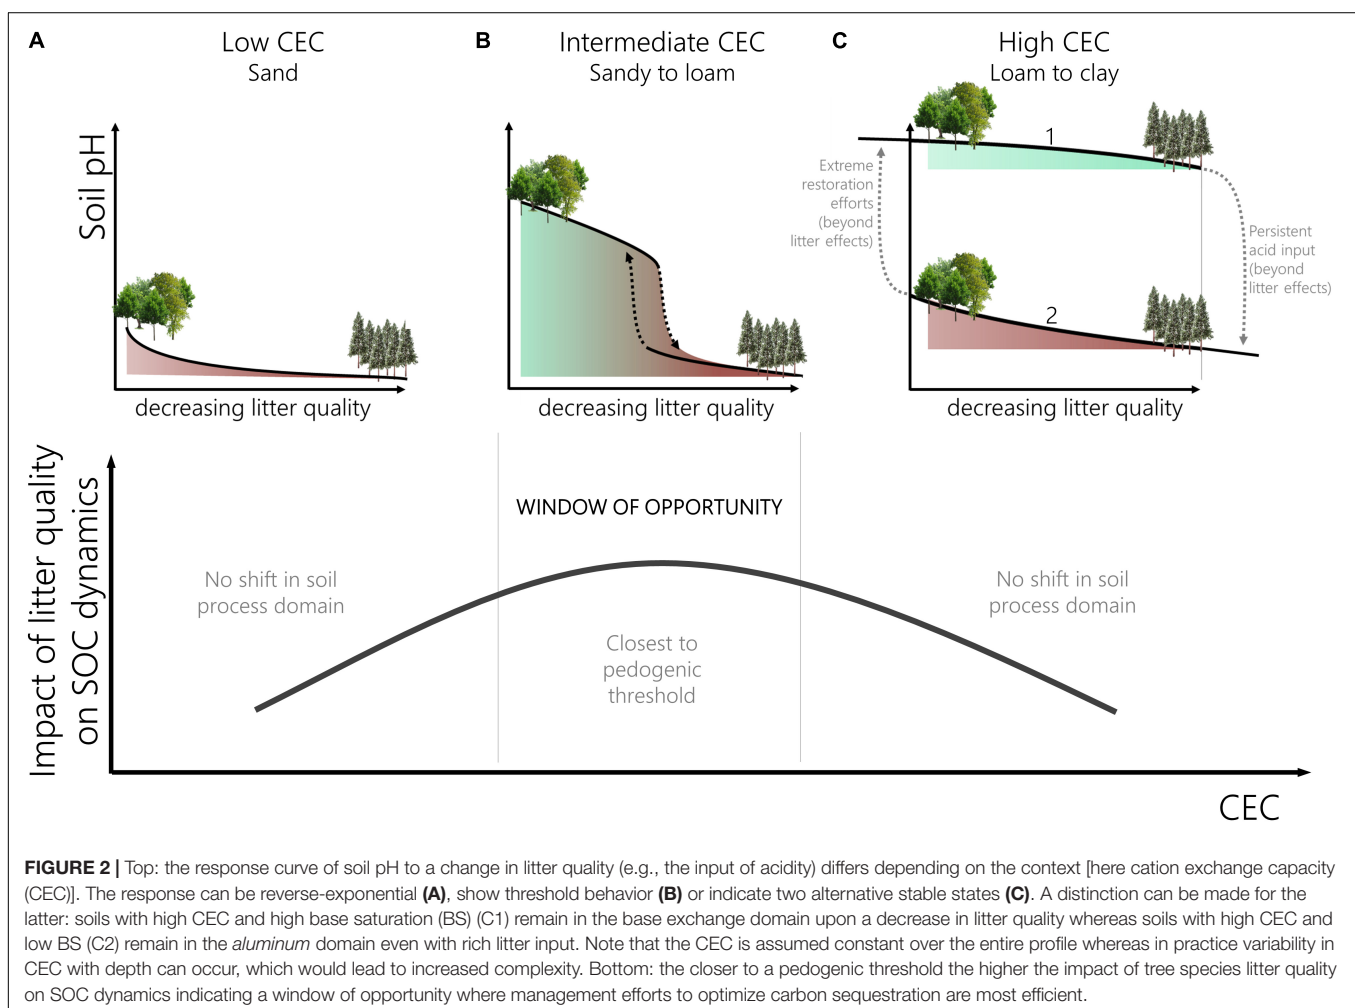 A
Low CEC
Sand
B
Intermediate CEC
Sandy to loam
C
High CEC
Loam to clay
Soil pH
decreasing litter quality
decreasing litter quality
1
2
Extreme
restoration
efforts
(beyond
litter effects)
Persistent
acid input
(beyond
litter effects)
decreasing litter quality
Impact of litter quality
on SOC dynamics
WINDOW OF OPPORTUNITY
No shift in soil
process domain
Closest to
pedogenic
threshold
No shift in soil
process domain
CEC
FIGURE 2 | Top: the response curve of soil pH to a change in litter quality (e.g., the input of acidity) differs depending on the context [here cation exchange capacity
(CEC)]. The response can be reverse-exponential (A), show threshold behavior (B) or indicate two alternative stable states (C). A distinction can be made for the
latter: soils with high CEC and high base saturation (BS) (C1) remain in the base exchange domain upon a decrease in litter quality whereas soils with high CEC and
low BS (C2) remain in the aluminum domain even with rich litter input. Note that the CEC is assumed constant over the entire profile whereas in practice variability in
CEC with depth can occur, which would lead to increased complexity. Bottom: the closer to a pedogenic threshold the higher the impact of tree species litter quality
on SOC dynamics indicating a window of opportunity where management efforts to optimize carbon sequestration are most efficient.